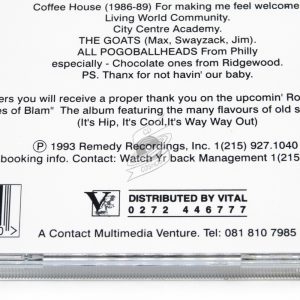 Coffee House (1986-89) For making me feel welcome
Living World Community.
City Centre Academy.
THE GOATS (Max, Swayzack, Jim).
ALL POGOBALLHEADS From Philly
especially - Chocolate ones from Ridgewood.
PS. Thanx for not havin' our baby.
ers you will receive a proper thank you on the upcomin' Ro
es of Blam" The album featuring the many flavours of old s
(It's Hip, It's Cool, It's Way Way Out)
℗ 1993 Remedy Recordings, Inc. 1(215) 927.1040
booking info. Contact: Watch Yr back Management 1(215
V
DISTRIBUTED BY VITAL
0272 446777
0
A Contact Multimedia Venture. Tel: 081 810 7985